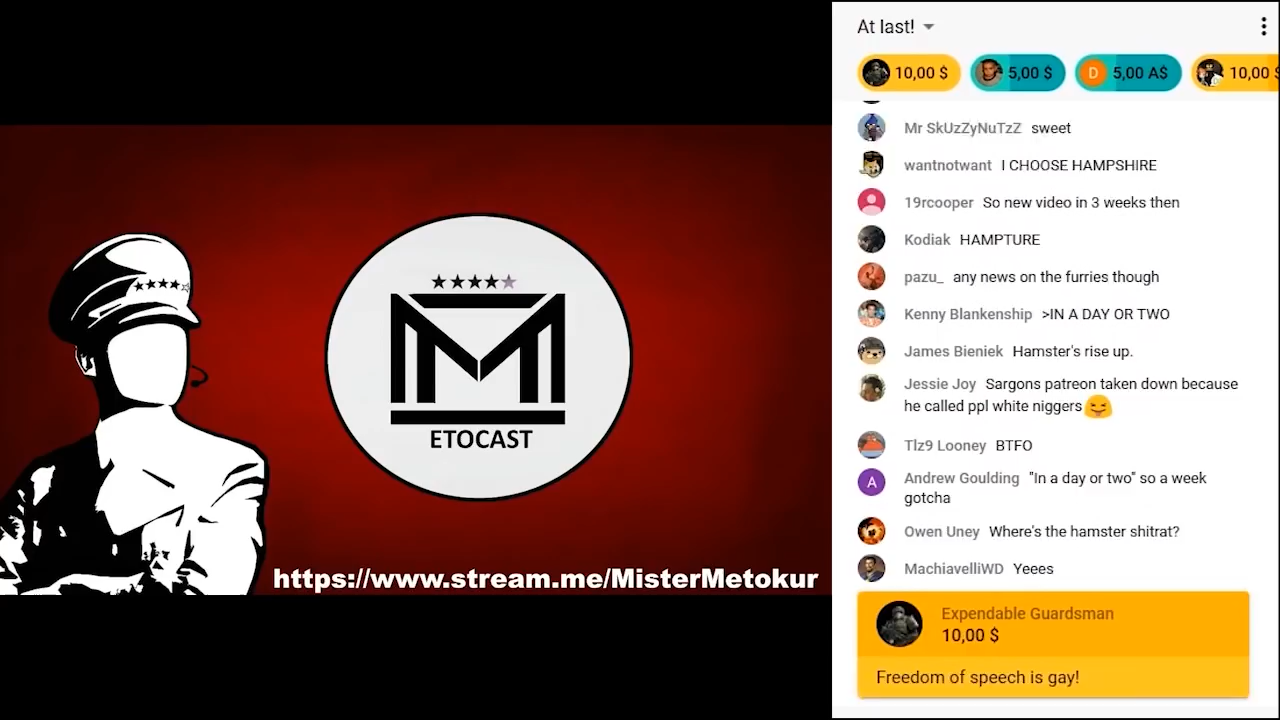 At last!
10,00 $
5,00 $
D
5,00 A$
10,00 $
Mr SkUzZyNuTzZ sweet
wantnotwant I CHOOSE HAMPSHIRE
19rcooper So new video in 3 weeks then
Kodiak HAMPTURE
pazu_ any news on the furries though
Kenny Blankenship >IN A DAY OR TWO
James Bieniek Hamster's rise up.
Jessie Joy Sargons patreon taken down because
he called ppl white niggers
Tlz9 Looney BTFO
A
Andrew Goulding "In a day or two" so a week
gotcha
Owen Uney Where's the hamster shitrat?
MachiavelliWD Yeees
Expendable Guardsman
10,00 $
Freedom of speech is gay!
M
ETOCAST
https://www.stream.me/MisterMetokur